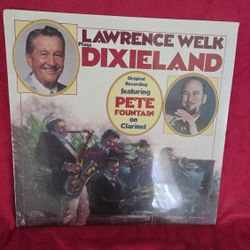 LAWRENCE WELK
Plays
DIXIELAND
Original
Recording
featuring
PETE
FOUNTAIN
on
Clarinet